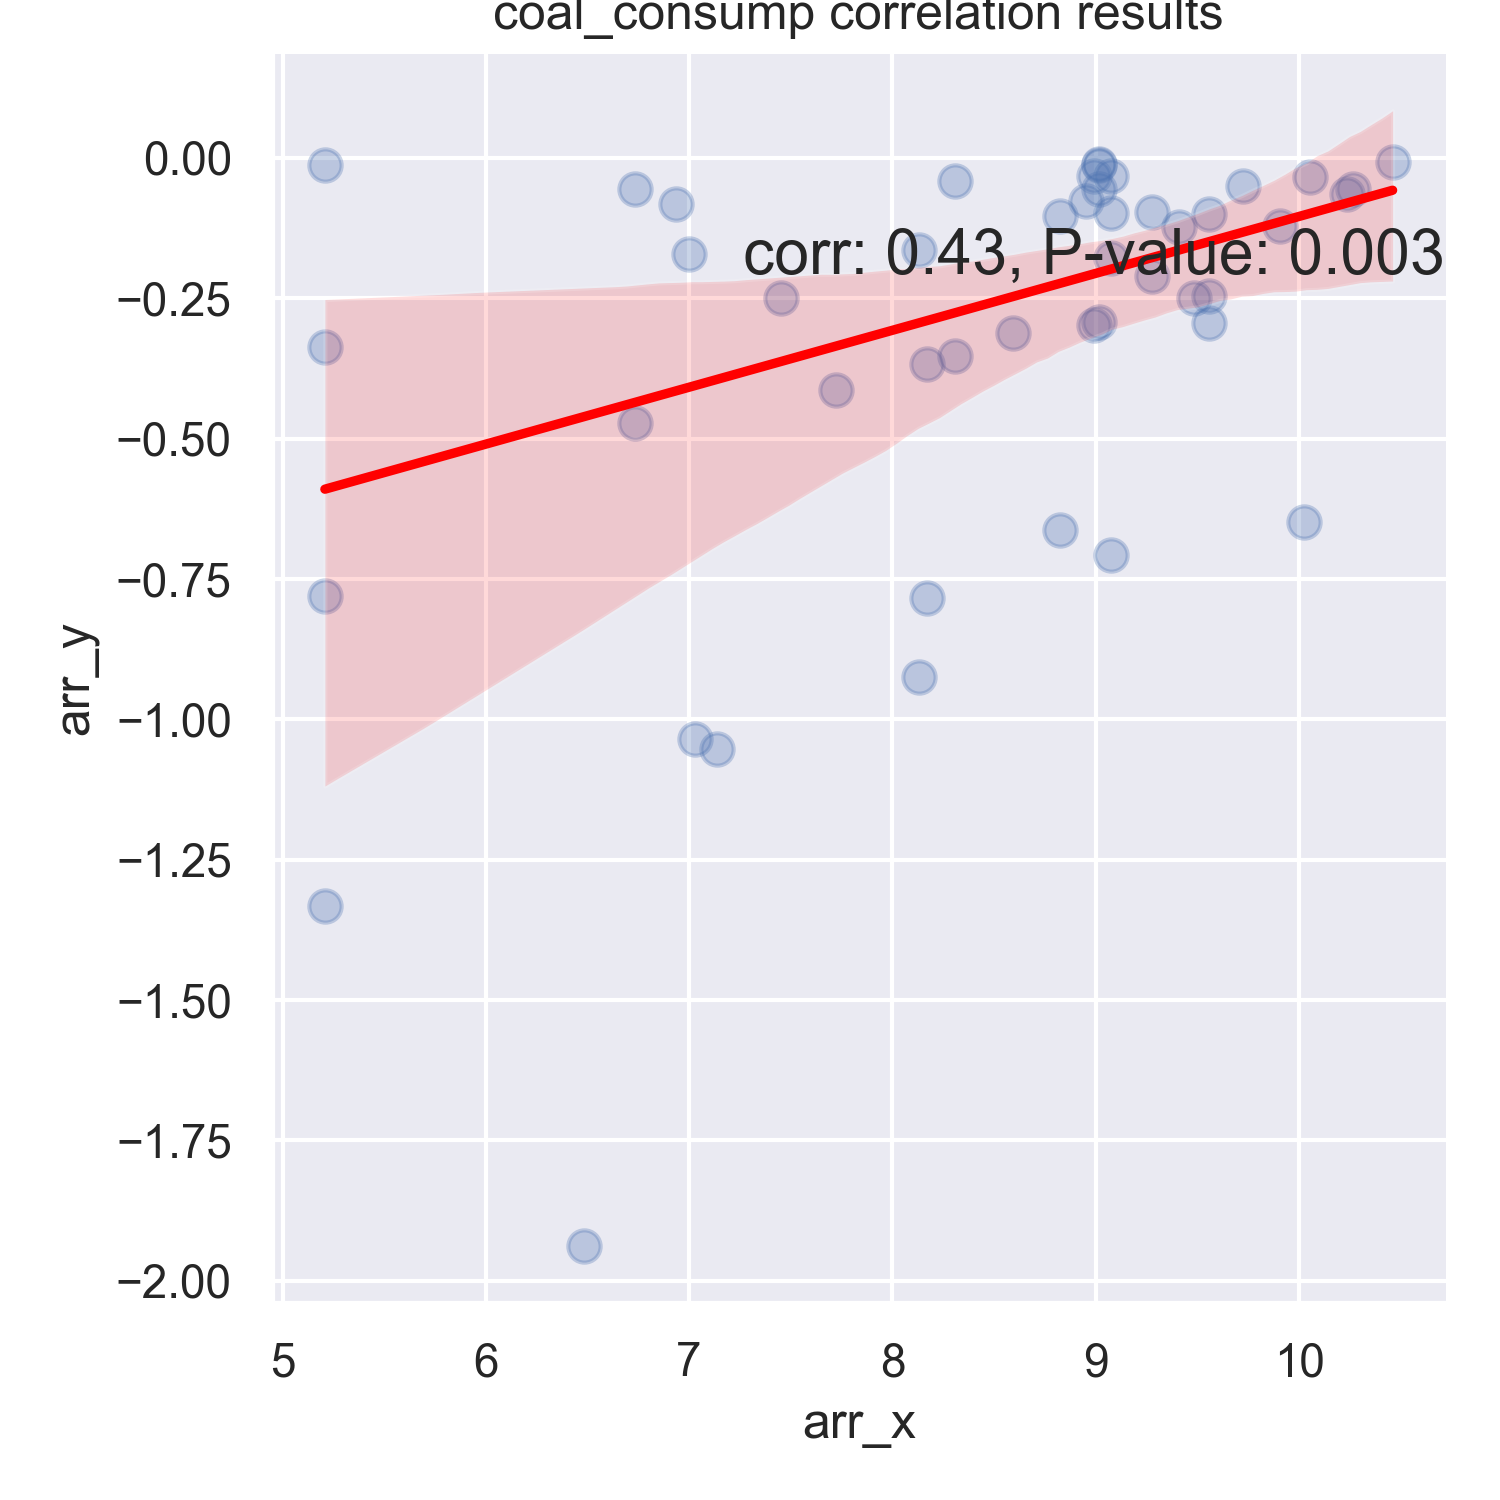 coal_consump correlation results
0.00
−0.25
−0.50
−0.75
−1.00
−1.25
−1.50
−1.75
−2.00
arr_y
corr: 0.43, P-value: 0.003
5 6 7 8 9 10
arr_x